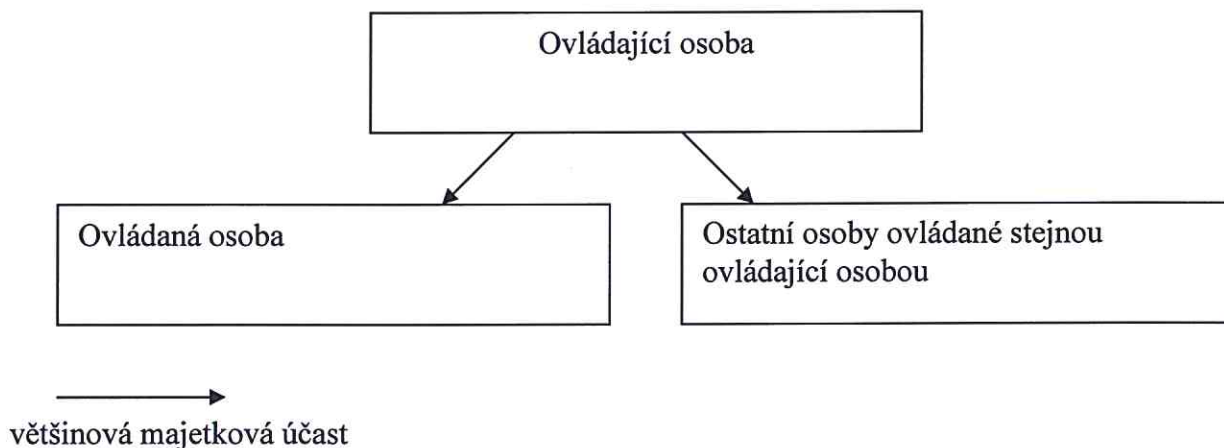 Ovládající osoba
Ovládaná osoba
Ostatní osoby ovládané stejnou
ovládající osobou
většinová majetková účast